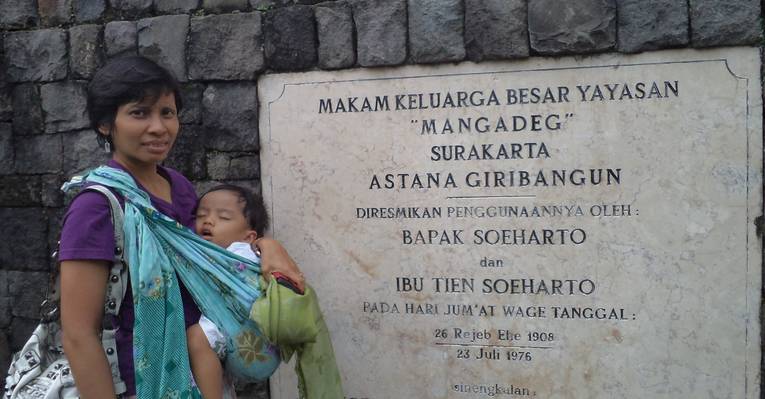 MAKAM KELUARGA BESAR YAYASAN
"MANGADEG"
SURAKARTA
ASTANA GIRIBANGUN
DIRESMIKAN PENGGUNAANNYA OLEH:
BAPAK SOEHARTO
dan
IBU TIEN SOEHARTO
PADA HARI JUM'AT WAGE TANGGAL:
26 Rejeb Ehe 1908
23 Juli 1976
sinengkalan: